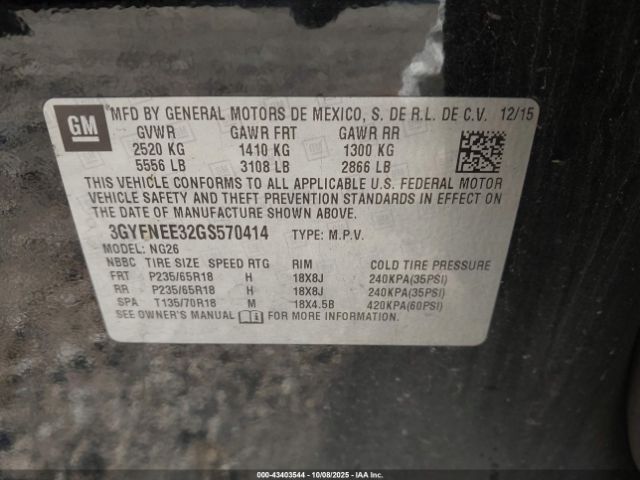 GM
MFD BY GENERAL MOTORS DE MEXICO, S. DE R.L. DE C.V. 12/15
GVWR GAWR FRT GAWR RR
2520 KG 1410 KG 1300 KG
5556 LB 3108 LB 2866 LB
THIS VEHICLE CONFORMS TO ALL APPLICABLE U.S. FEDERAL MOTOR
VEHICLE SAFETY AND THEFT PREVENTION STANDARDS IN EFFECT ON
THE DATE OF MANUFACTURE SHOWN ABOVE.
3GYFNEE32GS570414 TYPE: M.P.V.
MODEL: NG26
NBBC TIRE SIZE SPEED RTG RIM COLD TIRE PRESSURE
FRT P235/65R18 H 18X8J 240KPA(35PSI)
RR P235/65R18 H 18X8J 240KPA(35PSI)
SPA T135/70R18 M 18X4.5B 420KPA(60PSI)
SEE OWNER'S MANUAL FOR MORE INFORMATION.
000-43403544 | 10/08/2025 | IAA Inc.